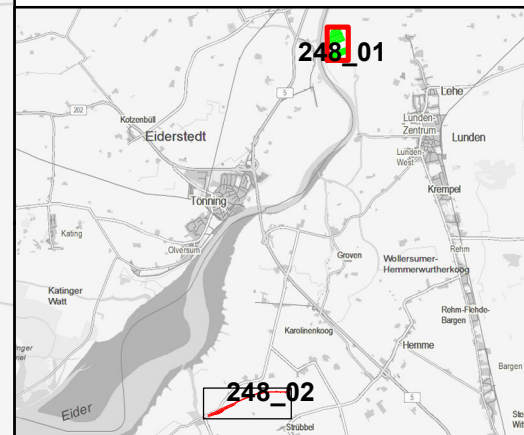 248_01
5
Lehe
202
Kotzenbüll
Lunden-
Zentrum
Lunden
Eiderstedt
Lunden-
West
Krempel
Tönning
Kating
Olversum
Rehm
Groven
Wollersumer-
Hemmerwurtherkoog
Katinger
Watt
Rehm-Flehde-
Bargen
Karolinenkoog
Hemme
Bargen
248_02
5
Eider
Strübbel